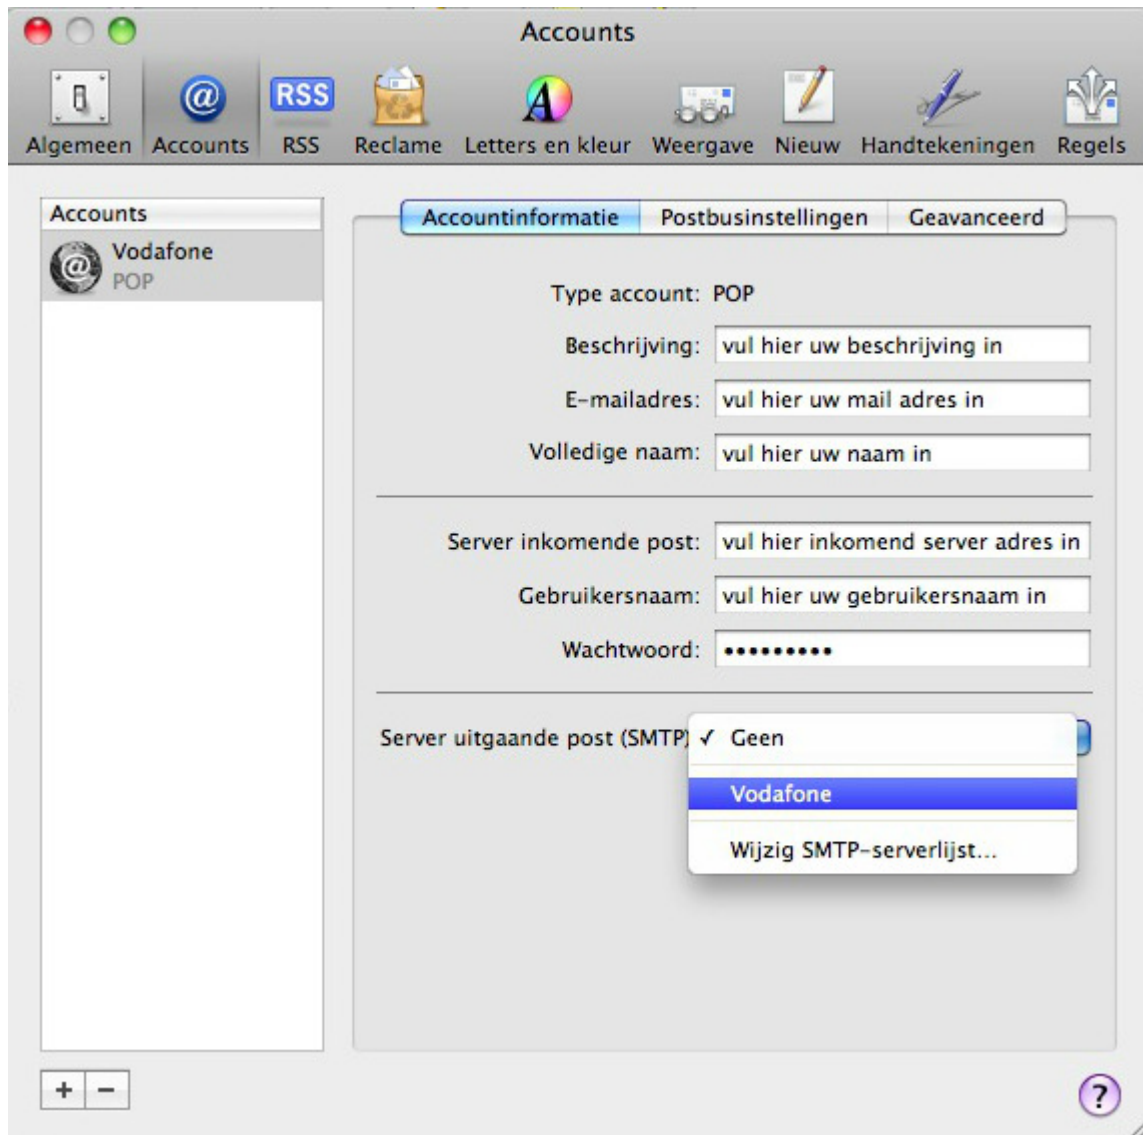 Accounts
Algemeen Accounts RSS RSS Reclame Letters en kleur Weergave Nieuw Handtekeningen Regels
Accounts
Vodafone
POP
Accountinformatie Postbusinstellingen Geavanceerd
Type account: POP
Beschrijving: vul hier uw beschrijving in
E-mailadres: vul hier uw mail adres in
Volledige naam: vul hier uw naam in
Server inkomende post: vul hier inkomend server adres in
Gebruikersnaam: vul hier uw gebruikersnaam in
Wachtwoord: •••••••••
Server uitgaande post (SMTP) ✓ Geen
Vodafone
Wijzig SMTP-serverlijst...
+ − ?